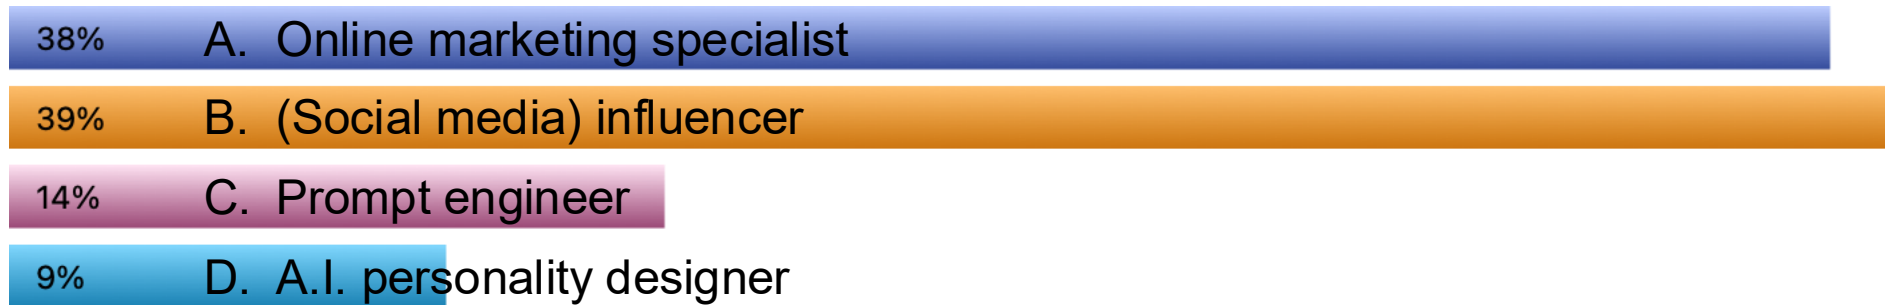 38% A. Online marketing specialist
39% B. (Social media) influencer
14% C. Prompt engineer
9% D. A.I. personality designer